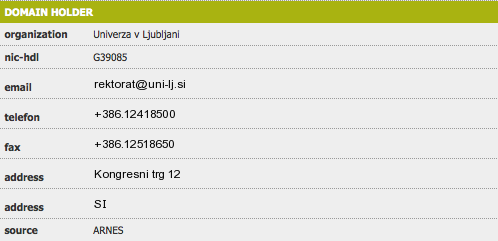 DOMAIN HOLDER
organization Univerza v Ljubljani
nic-hdl G39085
email rektorat@uni-lj.si
telefon +386.12418500
fax +386.12518650
address Kongresni trg 12
address SI
source ARNES